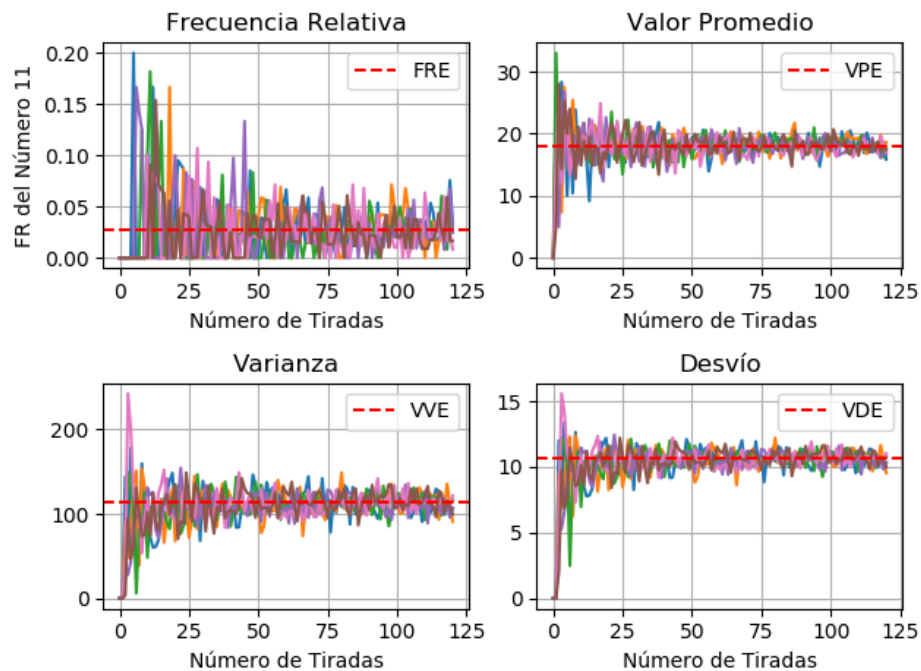 Frecuencia Relativa
FR del Número 11
0.20
0.15
0.10
0.05
0.00
FRE
0 25 50 75 100 125
Número de Tiradas
Valor Promedio
30
20
10
0
VPE
0 25 50 75 100 125
Número de Tiradas
Varianza
200
100
0
VVE
0 25 50 75 100 125
Número de Tiradas
Desvío
15
10
5
0
VDE
0 25 50 75 100 125
Número de Tiradas